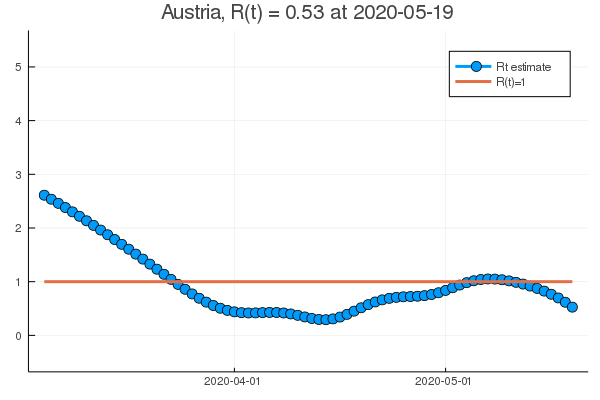 Austria, R(t) = 0.53 at 2020-05-19
5
Rt estimate
R(t)=1
4
3
2
1
0
2020-04-01
2020-05-01